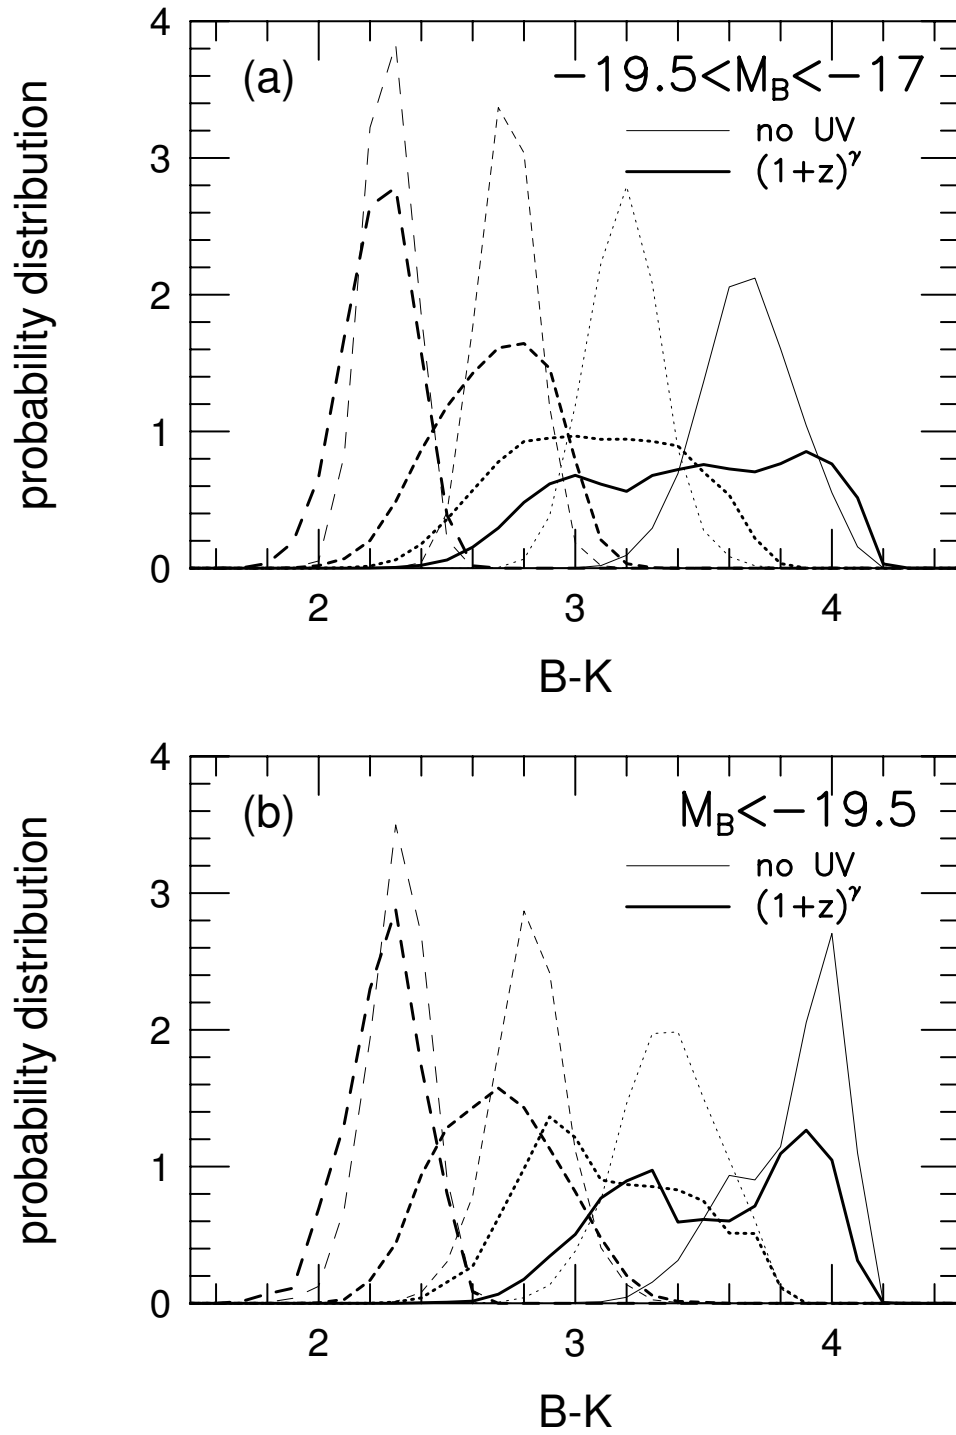 probability distribution
4
3
2
1
0
(a)
−19.5<M_B<−17
no UV
(1+z)^γ
2 3 4
B-K
probability distribution
4
3
2
1
0
(b)
M_B<−19.5
no UV
(1+z)^γ
2 3 4
B-K